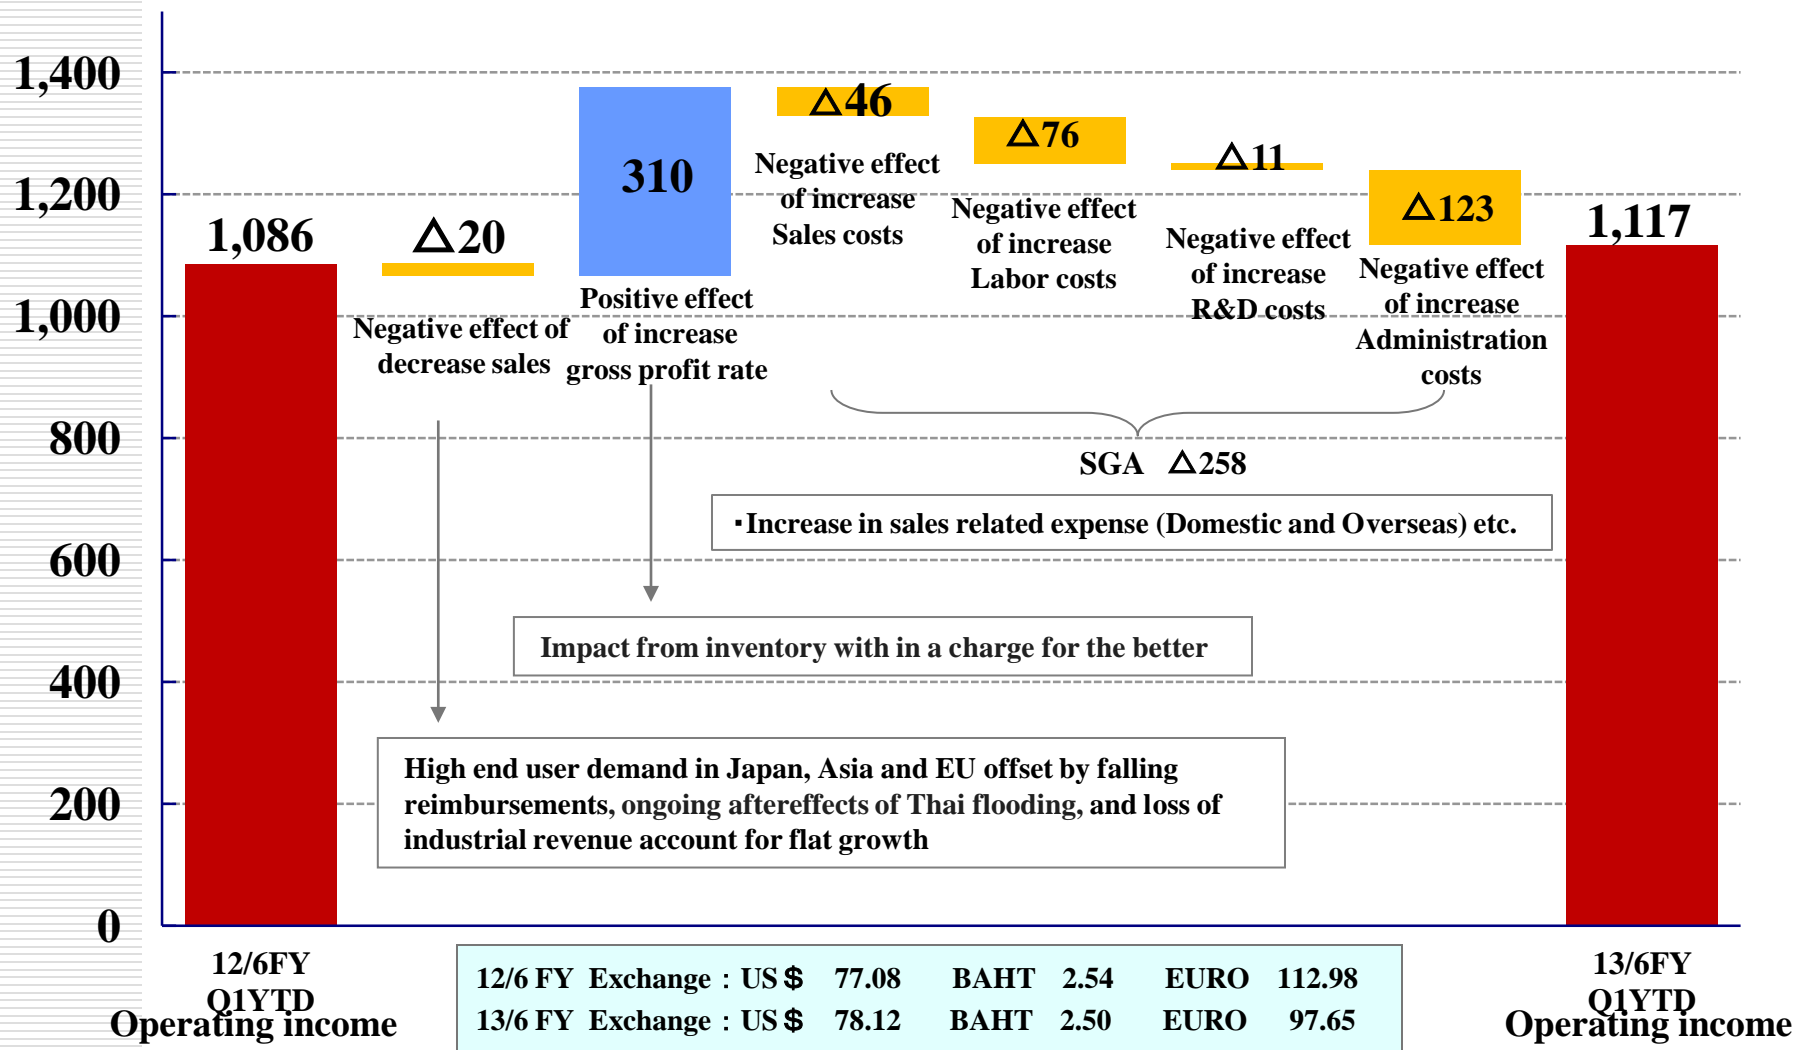 1,400
1,200
1,000
800
600
400
200
0
1,086
△20
310
△46
△76
△11
△123
1,117
Negative effect of
decrease sales
Positive effect
of increase
gross profit rate
Negative effect
of increase
Sales costs
Negative effect
of increase
Labor costs
Negative effect
of increase
R&D costs
Negative effect
of increase
Administration
costs
SGA △258
▪Increase in sales related expense (Domestic and Overseas) etc.
Impact from inventory with in a charge for the better
High end user demand in Japan, Asia and EU offset by falling
reimbursements, ongoing aftereffects of Thai flooding, and loss of
industrial revenue account for flat growth
12/6FY
Q1YTD
Operating income
12/6 FY Exchange：US＄ 77.08 BAHT 2.54 EURO 112.98
13/6 FY Exchange：US＄ 78.12 BAHT 2.50 EURO 97.65
13/6FY
Q1YTD
Operating income